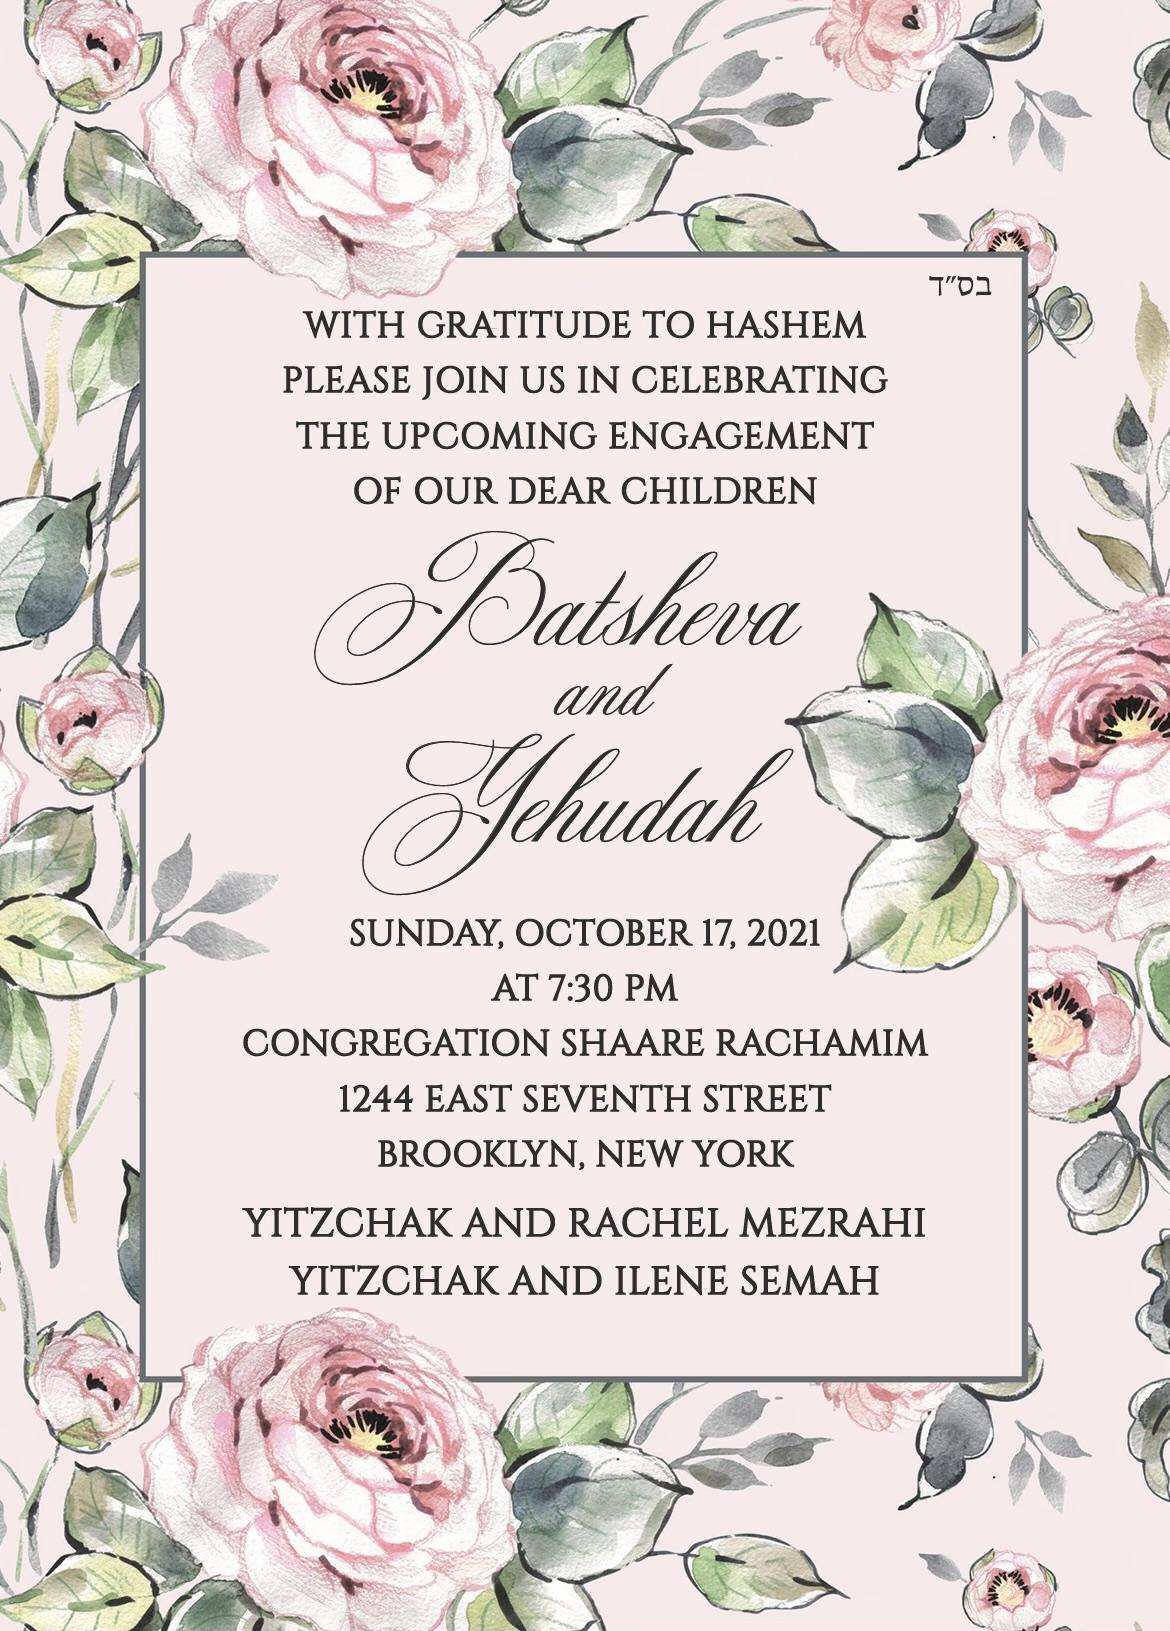 בס״ד
WITH GRATITUDE TO HASHEM
PLEASE JOIN US IN CELEBRATING
THE UPCOMING ENGAGEMENT
OF OUR DEAR CHILDREN
Batsheva
and
Yehudah
SUNDAY, OCTOBER 17, 2021
AT 7:30 PM
CONGREGATION SHAARE RACHAMIM
1244 EAST SEVENTH STREET
BROOKLYN, NEW YORK
YITZCHAK AND RACHEL MEZRAHI
YITZCHAK AND ILENE SEMAH